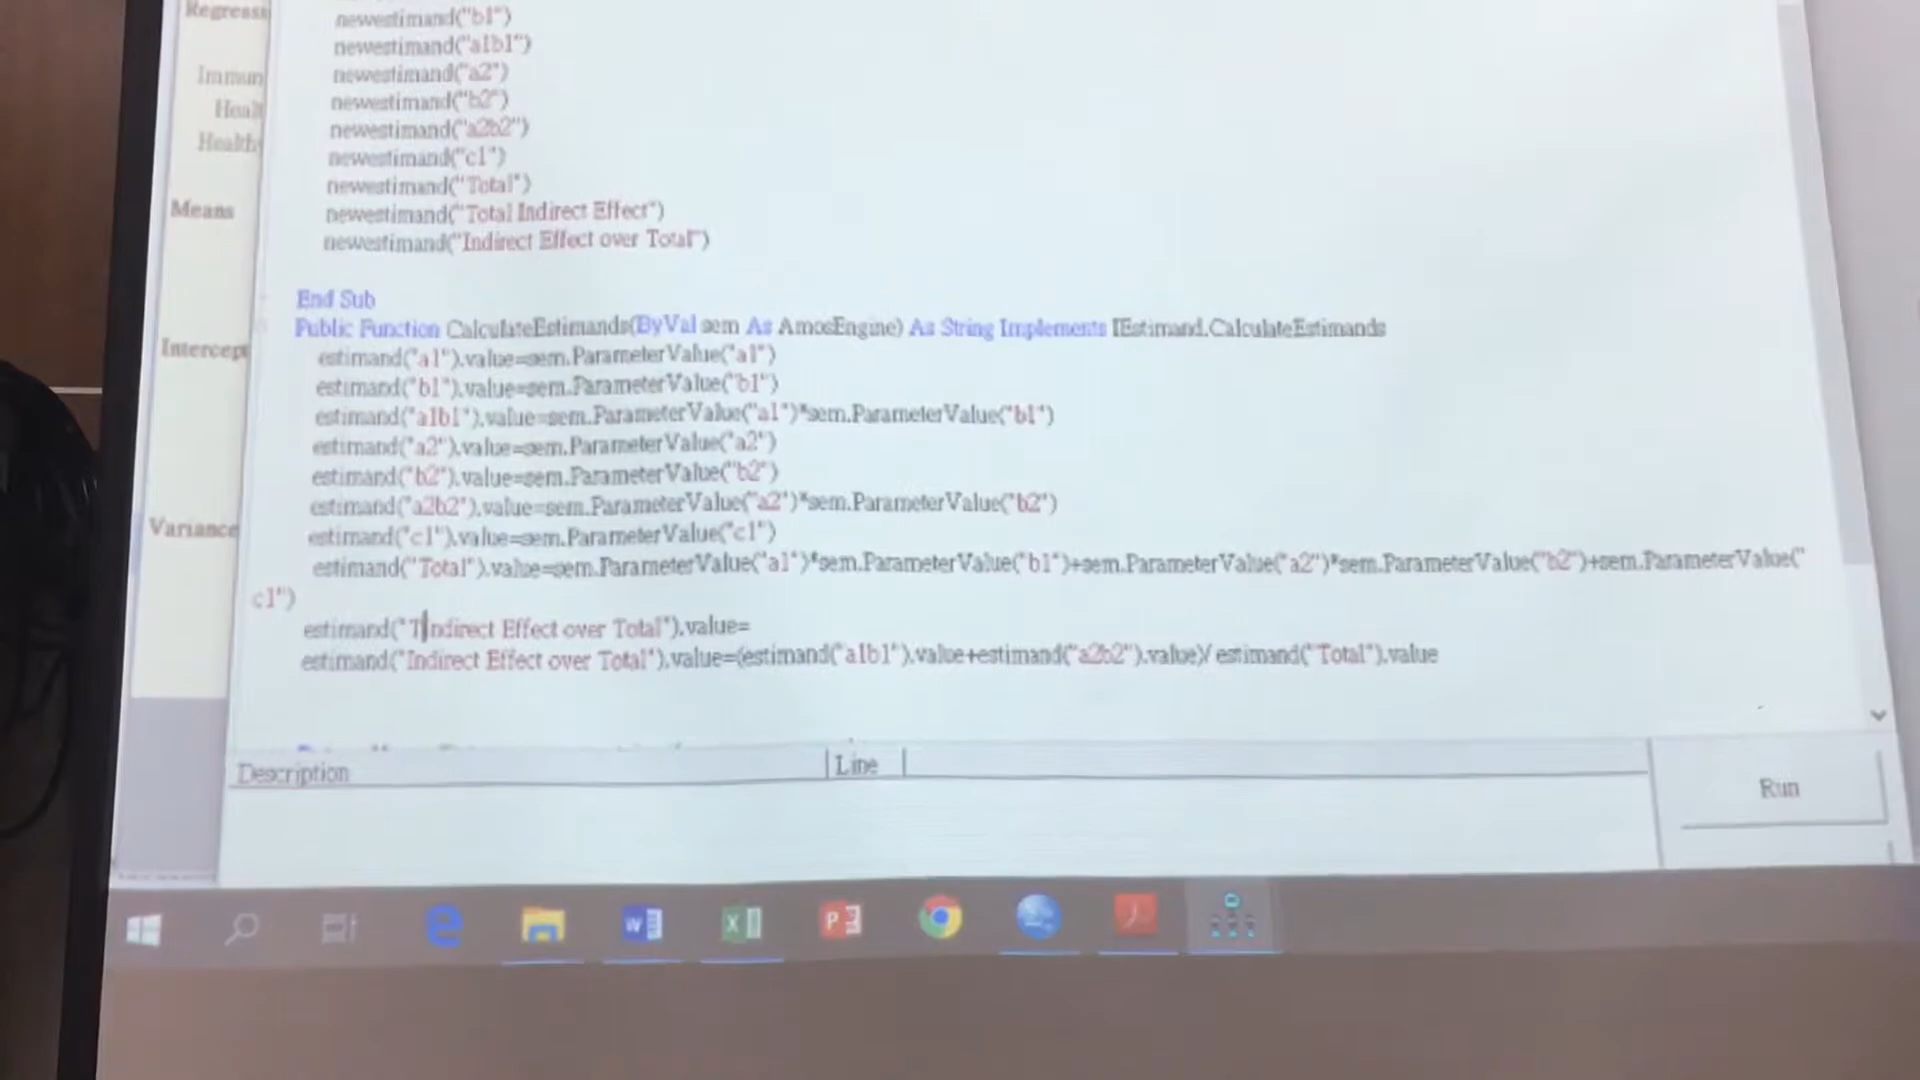 newestimand("b1")
newestimand("a1b1")
newestimand("a2")
newestimand("b2")
newestimand("a2b2")
newestimand("c1")
newestimand("Total")
newestimand("Total Indirect Effect")
newestimand("Indirect Effect over Total")
End Sub
Public Function CalculateEstimands(ByVal sem As AmosEngine) As String Implements IEstimand.CalculateEstimands
estimand("a1").value=sem.ParameterValue("a1")
estimand("b1").value=sem.ParameterValue("b1")
estimand("a1b1").value=sem.ParameterValue("a1")*sem.ParameterValue("b1")
estimand("a2").value=sem.ParameterValue("a2")
estimand("b2").value=sem.ParameterValue("b2")
estimand("a2b2").value=sem.ParameterValue("a2")*sem.ParameterValue("b2")
estimand("c1").value=sem.ParameterValue("c1")
estimand("Total").value=sem.ParameterValue("a1")*sem.ParameterValue("b1")+sem.ParameterValue("a2")*sem.ParameterValue("b2")+sem.ParameterValue("
c1")
estimand("TIndirect Effect over Total").value=
estimand("Indirect Effect over Total").value=(estimand("a1b1").value+estimand("a2b2").value)/ estimand("Total").value
Regress
Immun
Healt
Health
Means
Intercep
Variance
Description
Line
Run